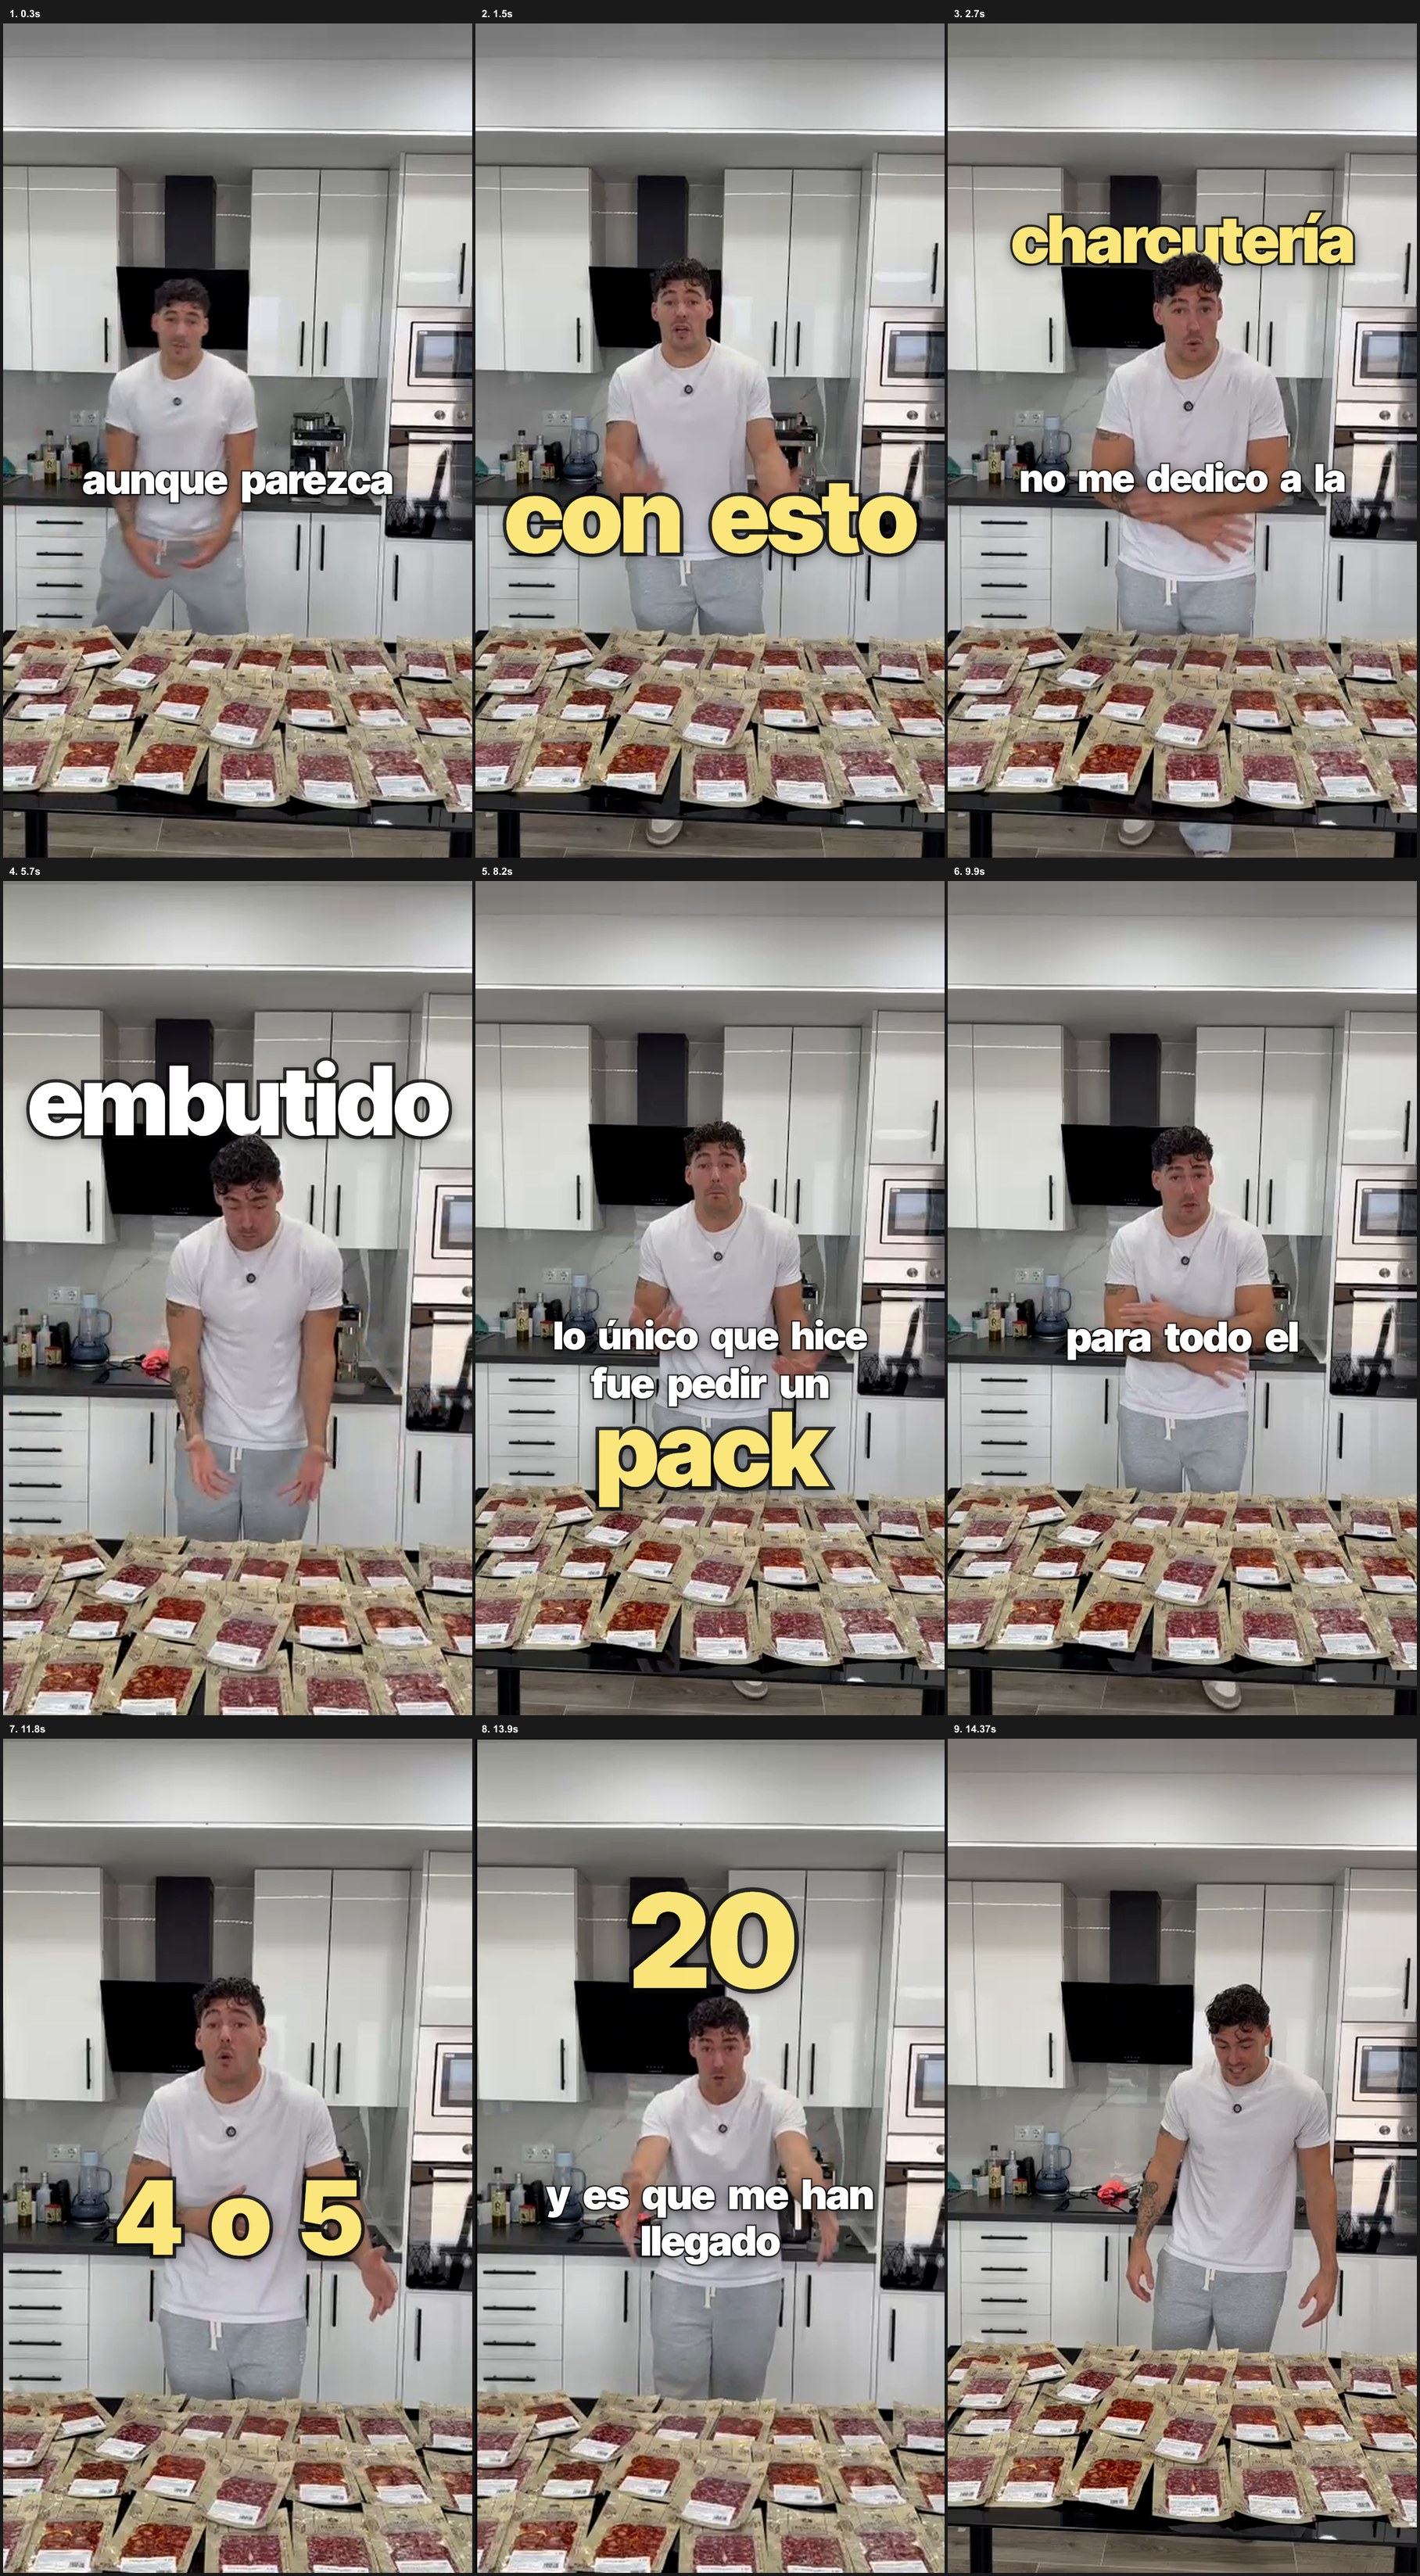 1. 0.3s
aunque parezca
2. 1.5s
con esto
3. 2.7s
charcutería
no me dedico a la
4. 5.7s
embutido
5. 8.2s
lo único que hice
fue pedir un
pack
6. 9.9s
para todo el
7. 11.8s
4 o 5
8. 13.9s
20
y es que me han
llegado
9. 14.37s